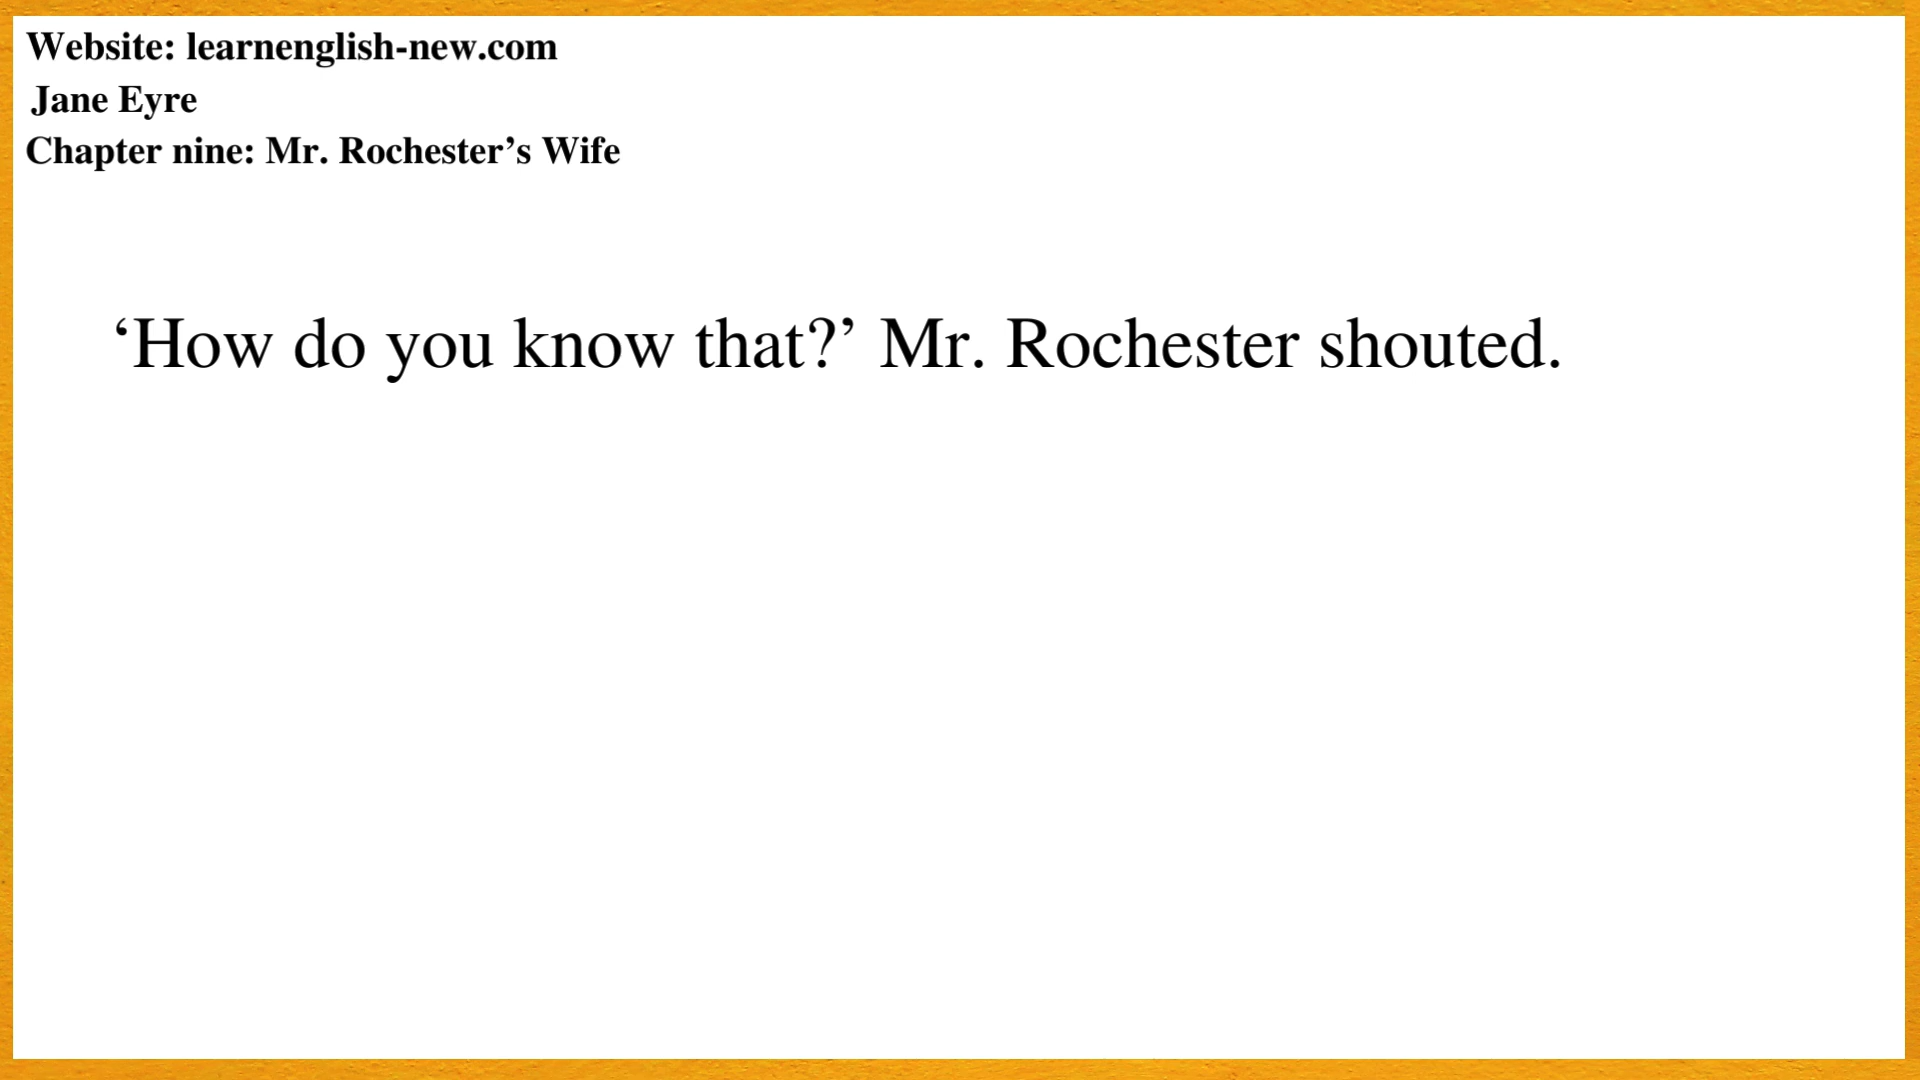 Website: learnenglish-new.com
Jane Eyre
Chapter nine: Mr. Rochester’s Wife
‘How do you know that?’ Mr. Rochester shouted.